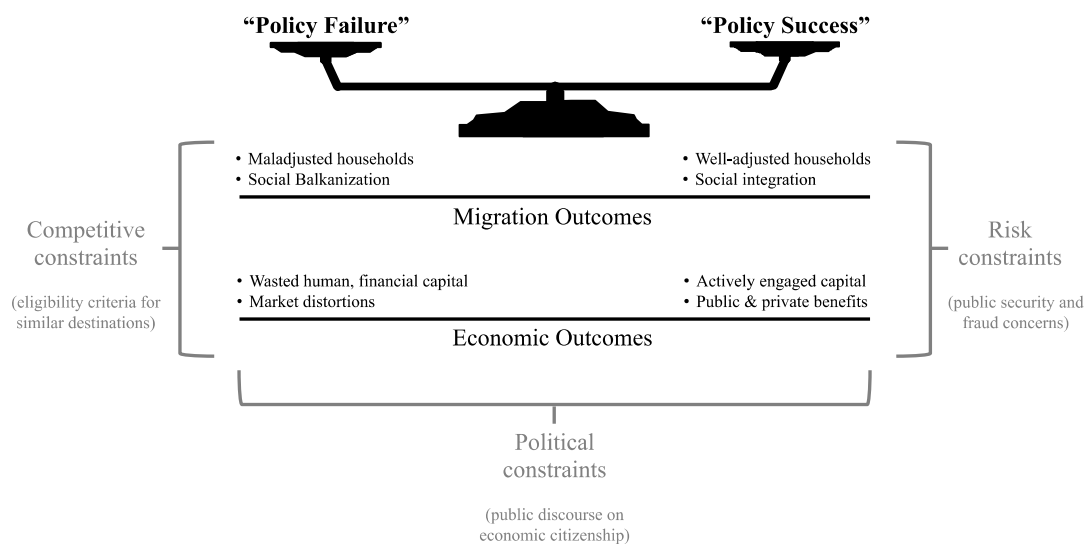 “Policy Failure”
“Policy Success”
• Maladjusted households
• Social Balkanization
• Well-adjusted households
• Social integration
Migration Outcomes
Competitive
constraints
(eligibility criteria for
similar destinations)
Risk
constraints
(public security and
fraud concerns)
• Wasted human, financial capital
• Market distortions
• Actively engaged capital
• Public & private benefits
Economic Outcomes
Political
constraints
(public discourse on
economic citizenship)